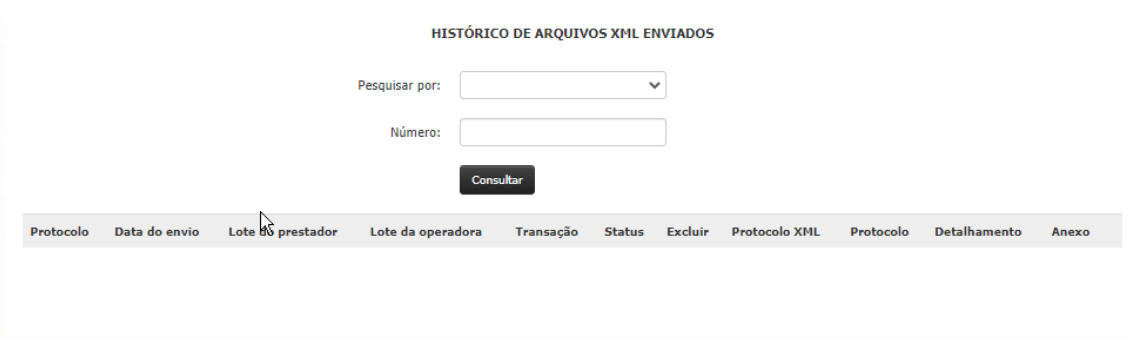 HISTÓRICO DE ARQUIVOS XML ENVIADOS
Pesquisar por:
Número:
Consultar
Protocolo Data do envio Lote do prestador Lote da operadora Transação Status Excluir Protocolo XML Protocolo Detalhamento Anexo